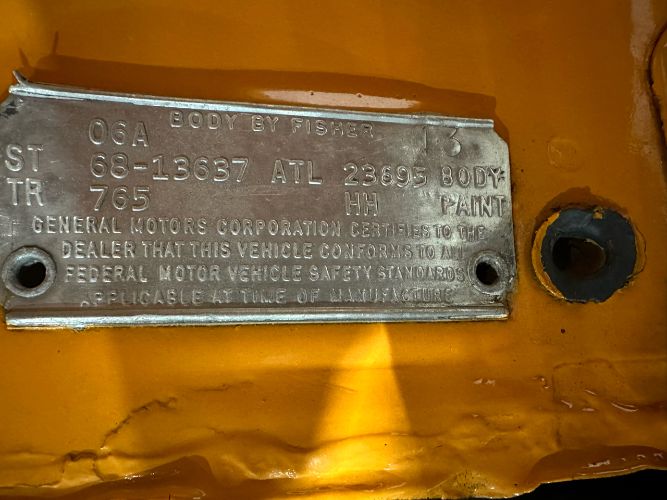 BODY BY FISHER 13
06A
ST 68-13637 ATL 23695 BODY
TR 765 HH PAINT
GENERAL MOTORS CORPORATION CERTIFIES TO THE
DEALER THAT THIS VEHICLE CONFORMS TO ALL
FEDERAL MOTOR VEHICLE SAFETY STANDARDS
APPLICABLE AT TIME OF MANUFACTURE